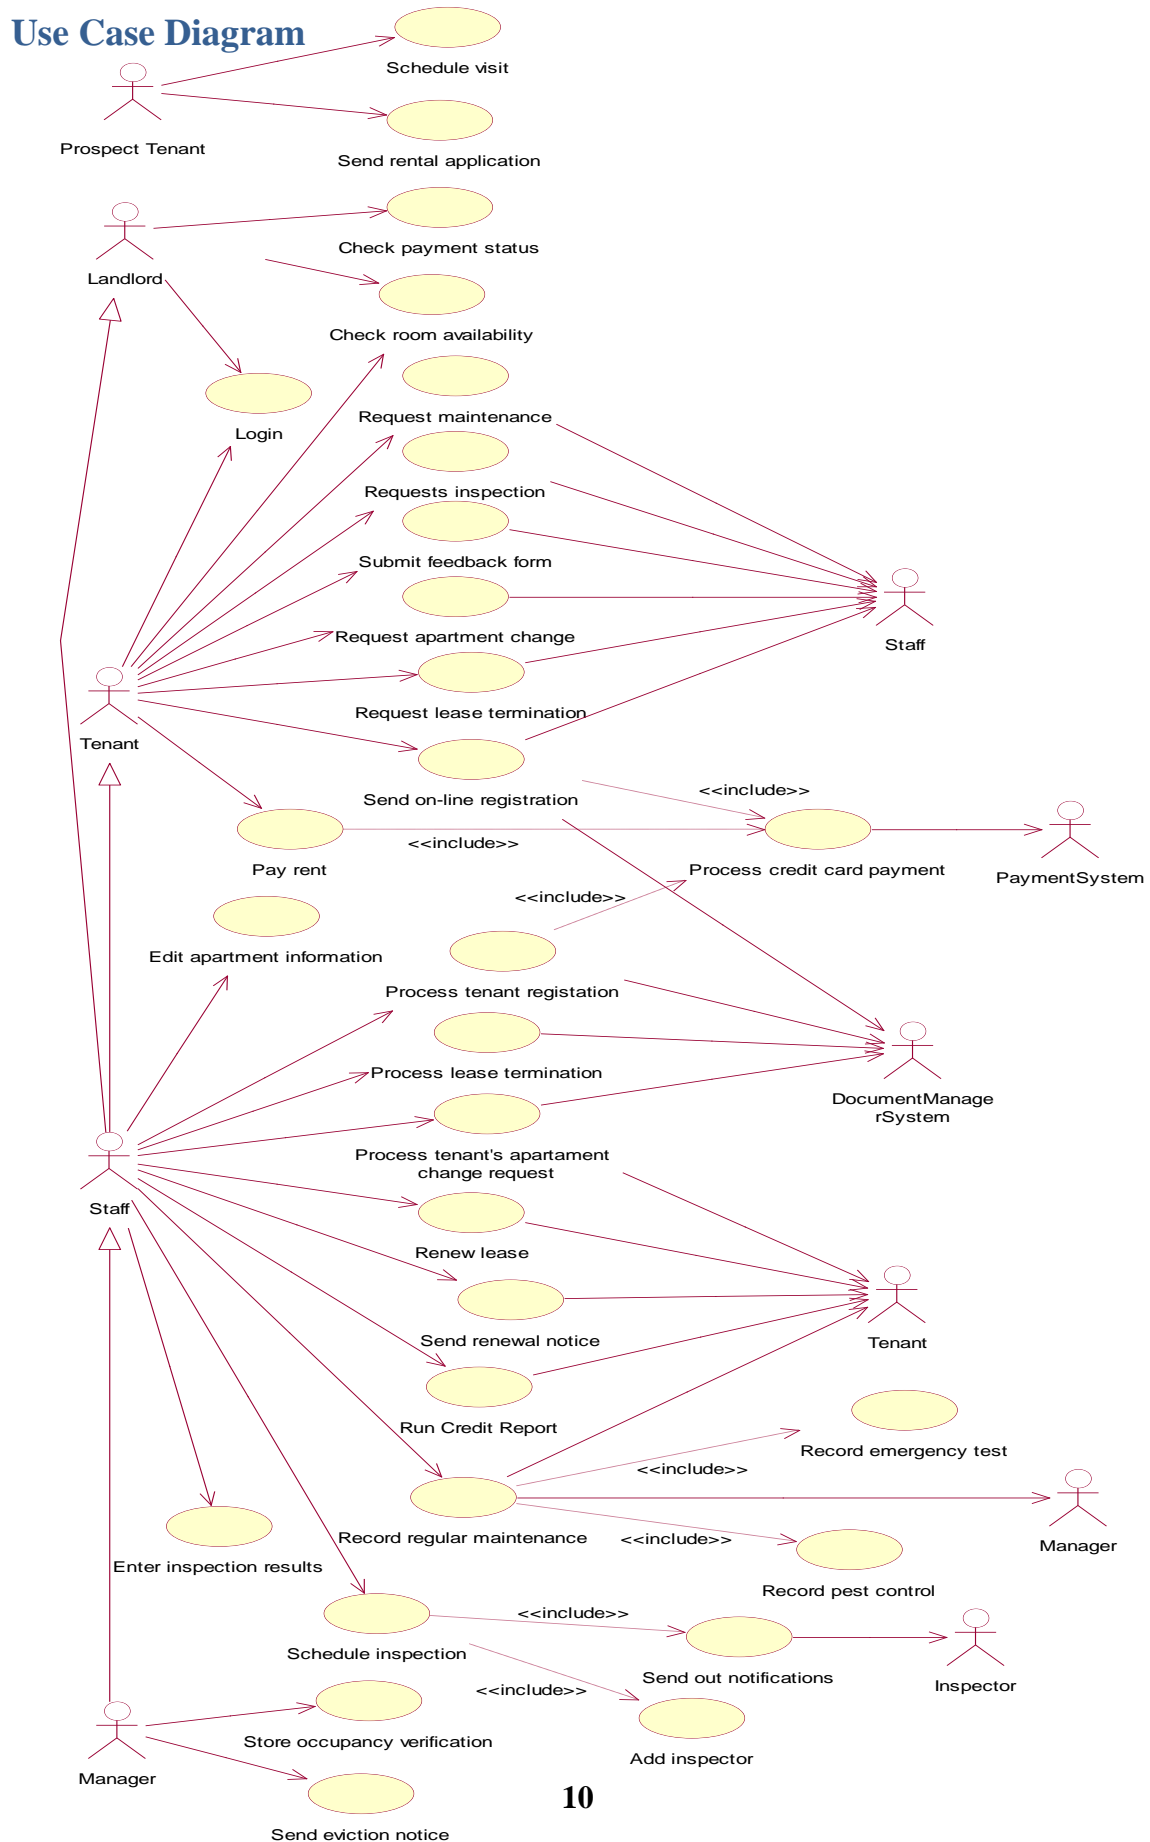 Use Case Diagram
Schedule visit
Prospect Tenant
Send rental application
Check payment status
Landlord
Check room availability
Request maintenance
Login
Requests inspection
Submit feedback form
Request apartment change
Staff
Request lease termination
Tenant
Send on-line registration
<<include>>
<<include>>
Pay rent
Process credit card payment
PaymentSystem
<<include>>
Edit apartment information
Process tenant registation
Process lease termination
DocumentManage
rSystem
Process tenant's apartament
change request
Staff
Renew lease
Send renewal notice
Tenant
Run Credit Report
Record emergency test
<<include>>
Record regular maintenance
<<include>>
Manager
Enter inspection results
Record pest control
<<include>>
Schedule inspection
Send out notifications
Inspector
<<include>>
Store occupancy verification
Add inspector
Manager
10
Send eviction notice